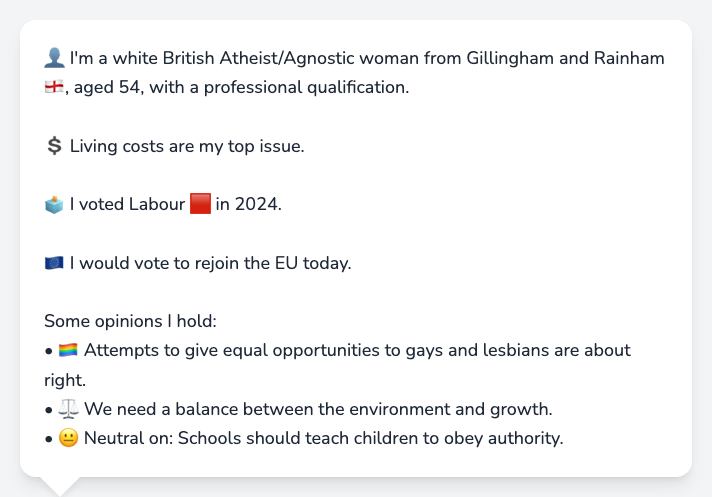 👤 I'm a white British Atheist/Agnostic woman from Gillingham and Rainham
🏴󠁧󠁢󠁥󠁮󠁧󠁿, aged 54, with a professional qualification.
💲 Living costs are my top issue.
🗳️ I voted Labour 🟥 in 2024.
🇪🇺 I would vote to rejoin the EU today.
Some opinions I hold:
• 🏳️‍🌈 Attempts to give equal opportunities to gays and lesbians are about
right.
• ⚖️ We need a balance between the environment and growth.
• 😐 Neutral on: Schools should teach children to obey authority.